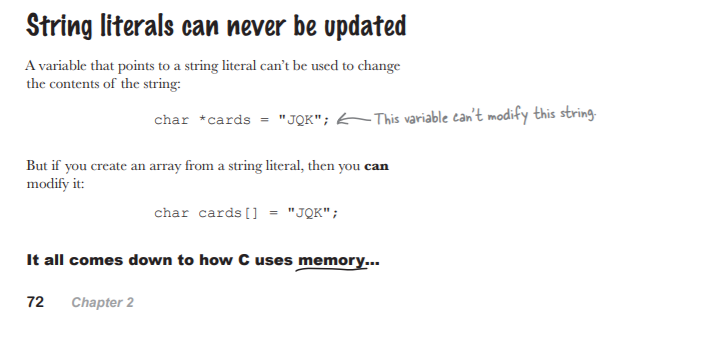 String literals can never be updated
A variable that points to a string literal can’t be used to change
the contents of the string:
char *cards = "JQK"; This variable can't modify this string.
But if you create an array from a string literal, then you can
modify it:
char cards[] = "JQK";
It all comes down to how C uses memory...
72 Chapter 2